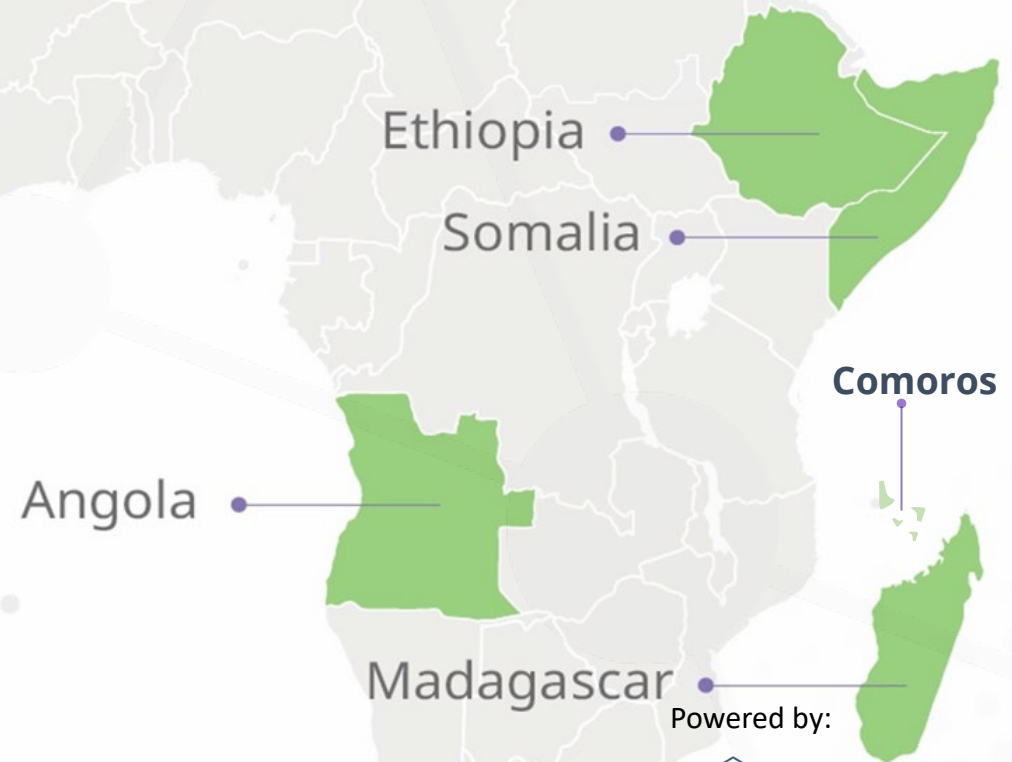 Ethiopia
Somalia
Comoros
Angola
Madagascar
Powered by: